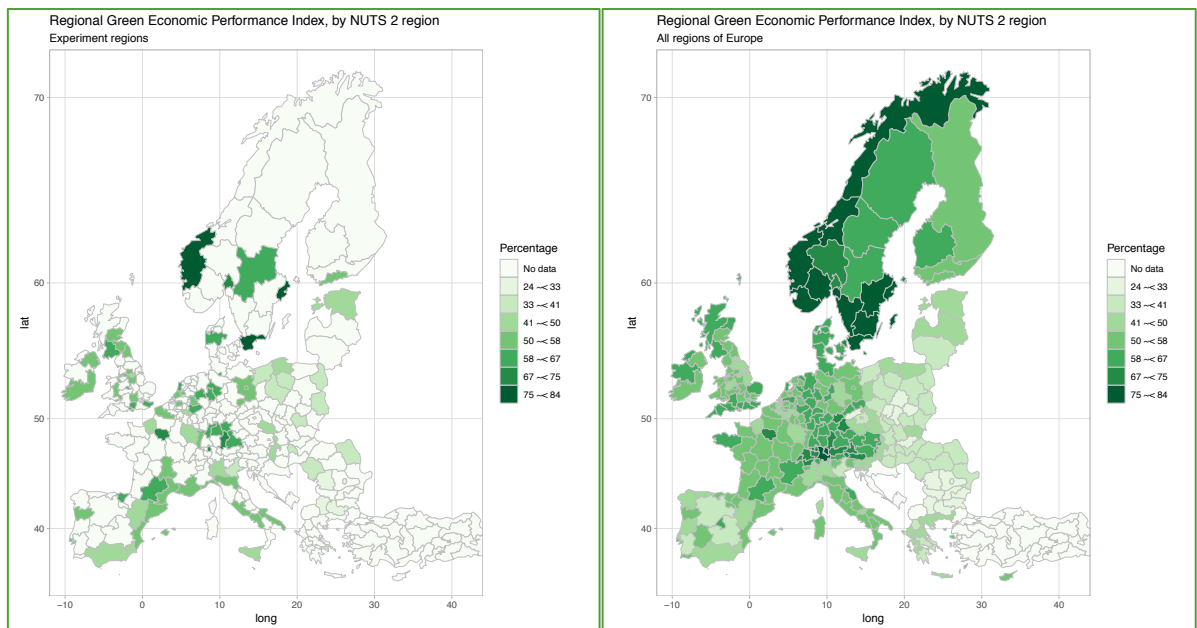 Regional Green Economic Performance Index, by NUTS 2 region
Experiment regions
70
60
50
40
lat
−10
0
10
20
30
40
long
Percentage
No data
24 −< 33
33 −< 41
41 −< 50
50 −< 58
58 −< 67
67 −< 75
75 −< 84
Regional Green Economic Performance Index, by NUTS 2 region
All regions of Europe
70
60
50
40
lat
−10
0
10
20
30
40
long
Percentage
No data
24 −< 33
33 −< 41
41 −< 50
50 −< 58
58 −< 67
67 −< 75
75 −< 84